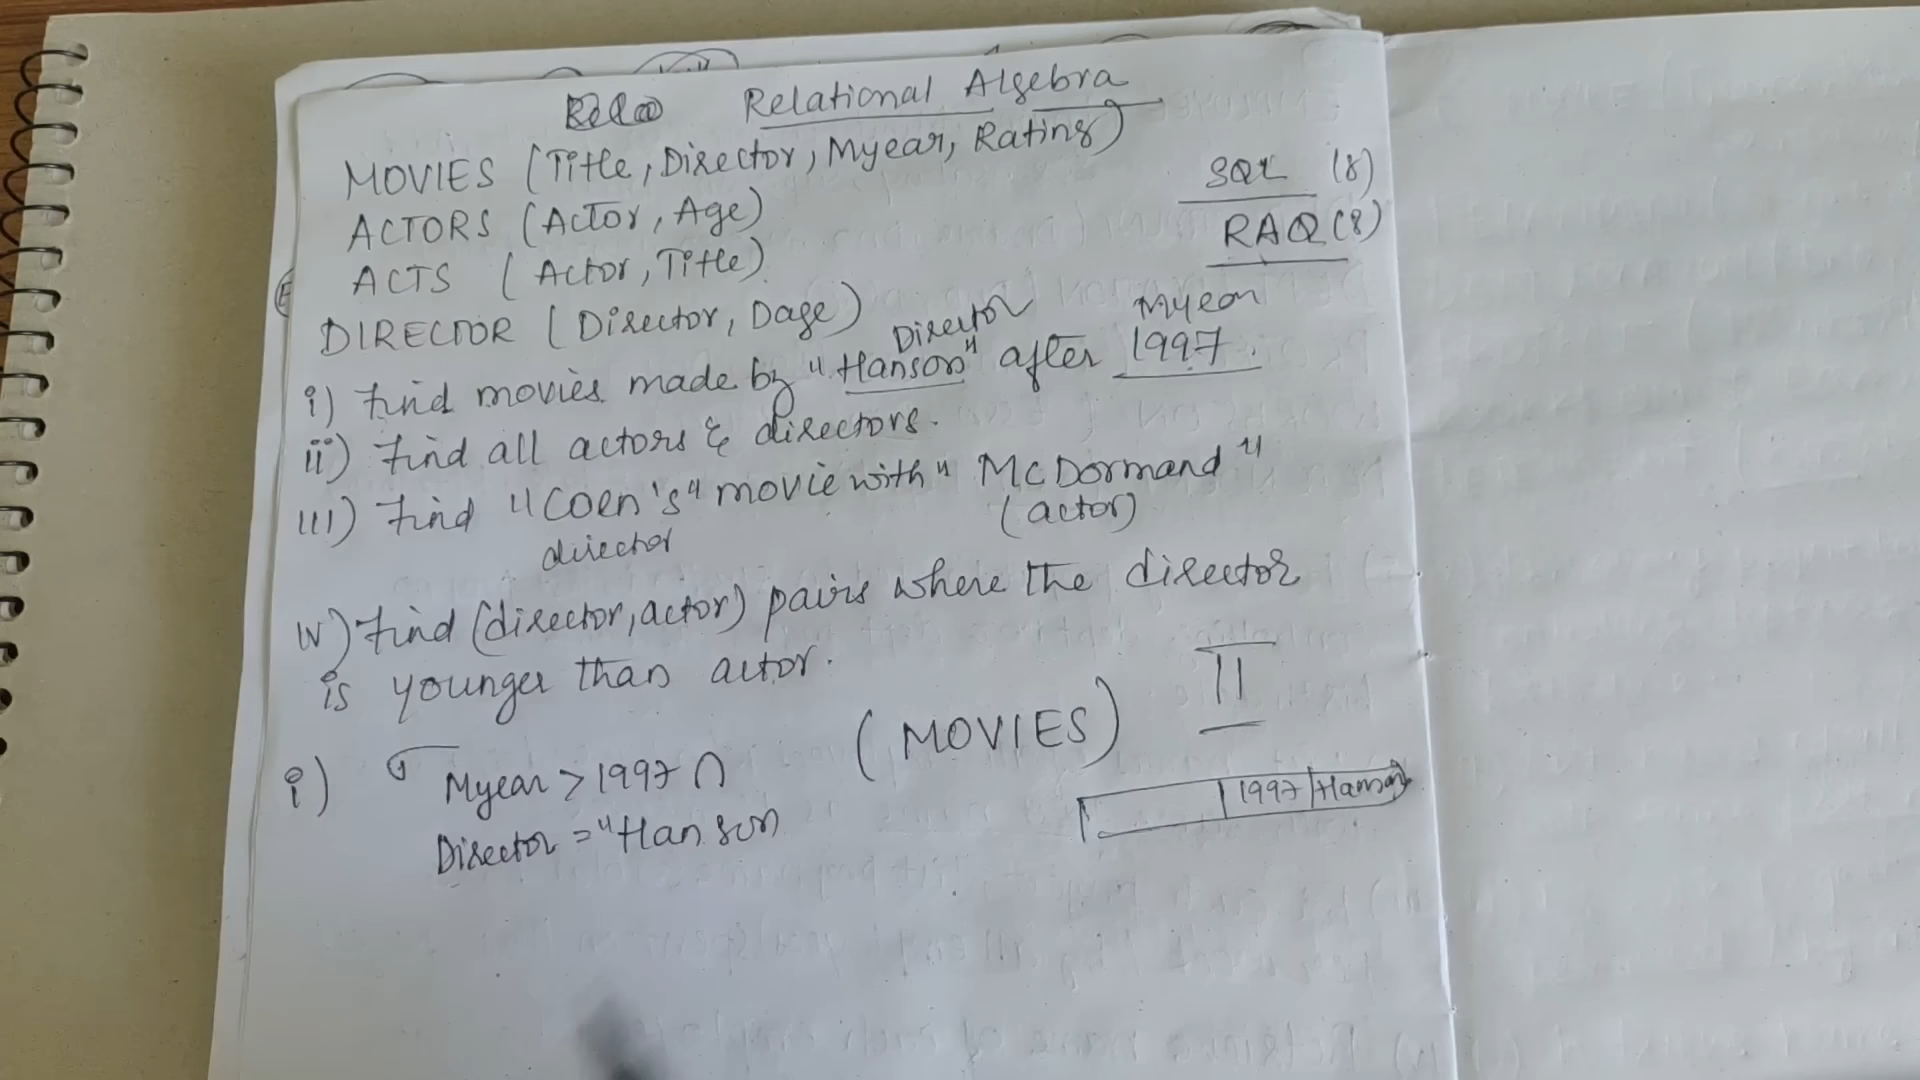 Relational Algebra
MOVIES (Title, Director, Myear, Rating)
ACTORS (Actor, Age)
ACTS (Actor, Title)
DIRECTOR (Director, Dage)
SQL (8)
RAQ (8)
Director Myear
i) Find movies made by "Hanson" after 1997.
ii) Find all actors & directors.
iii) Find "Coen's" movie with "McDormand"
director (actor)
iv) Find (director, actor) pairs where the director
is younger than actor.
i) σ Myear > 1997 ∩ (MOVIES) π
Director = "Hanson
1997 Hanson